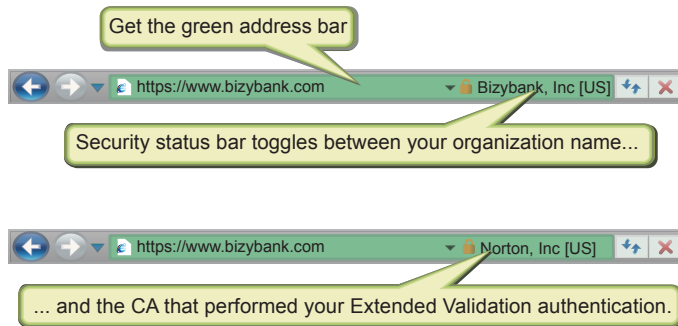 Get the green address bar
https://www.bizybank.com Bizybank, Inc [US]
Security status bar toggles between your organization name...
https://www.bizybank.com Norton, Inc [US]
... and the CA that performed your Extended Validation authentication.